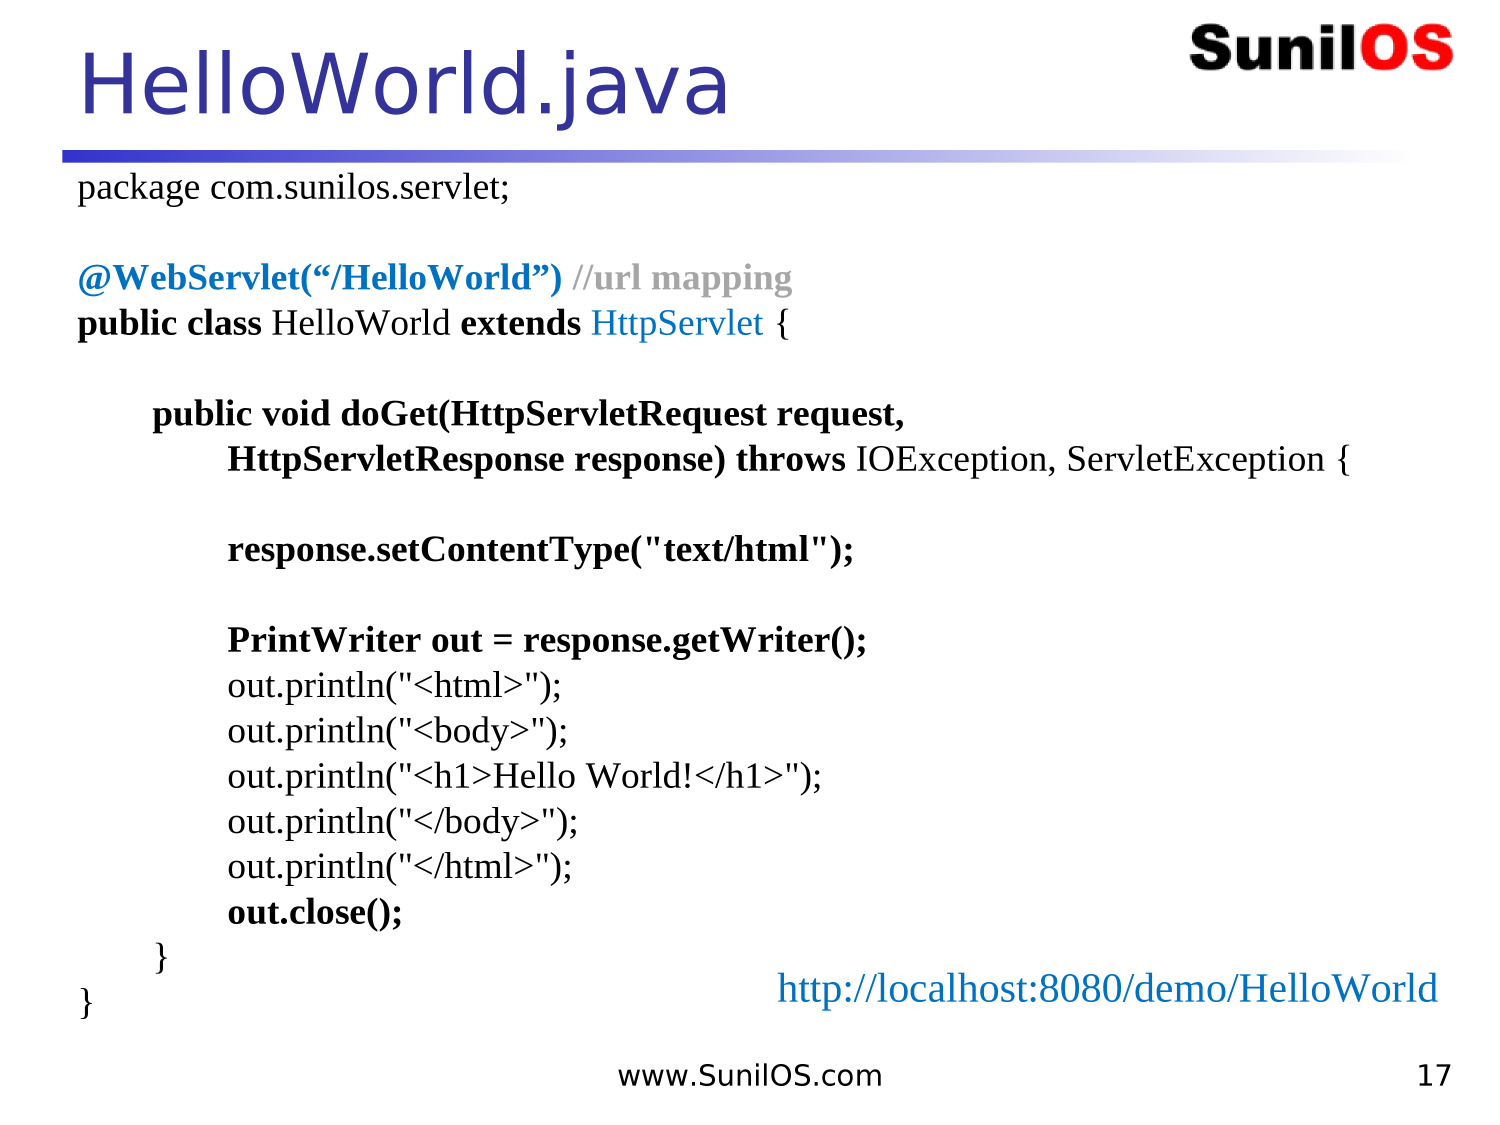 SunilOS
HelloWorld.java
package com.sunilos.servlet;
@WebServlet(“/HelloWorld”) //url mapping
public class HelloWorld extends HttpServlet {
public void doGet(HttpServletRequest request,
HttpServletResponse response) throws IOException, ServletException {
response.setContentType("text/html");
PrintWriter out = response.getWriter();
out.println("<html>");
out.println("<body>");
out.println("<h1>Hello World!</h1>");
out.println("</body>");
out.println("</html>");
out.close();
}
}
http://localhost:8080/demo/HelloWorld
www.SunilOS.com
17